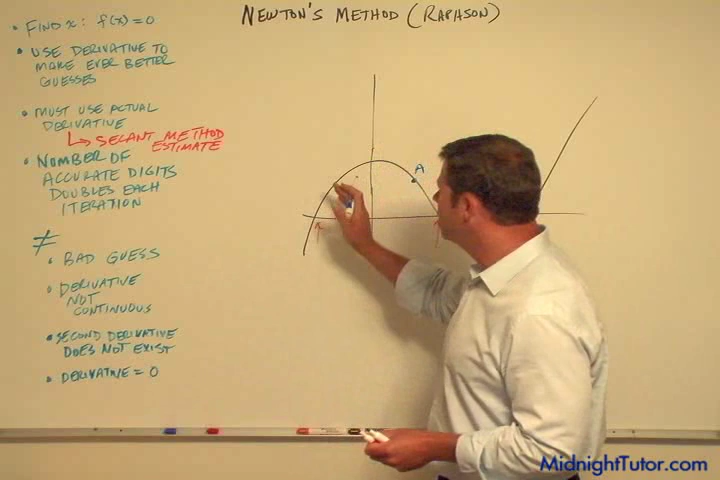 NEWTON'S METHOD (RAPHSON)
• FIND x: f(x) = 0
• USE DERIVATIVE TO
MAKE EVER BETTER
GUESSES
• MUST USE ACTUAL
DERIVATIVE
↳ SECANT METHOD
ESTIMATE
• NUMBER OF
ACCURATE DIGITS
DOUBLES EACH
ITERATION
≠
• BAD GUESS
• DERIVATIVE
NOT
CONTINUOUS
• SECOND DERIVATIVE
DOES NOT EXIST
• DERIVATIVE = 0
A
MidnightTutor.com